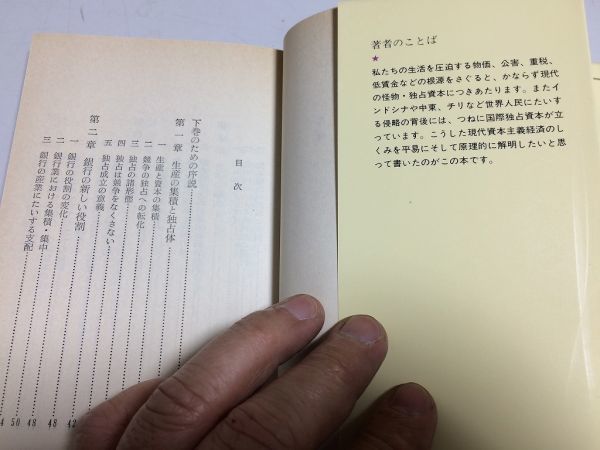 著者のことば
★
私たちの生活を圧迫する物価、公害、重税、
低賃金などの根源をさぐると、かならず現代
の怪物・独占資本につきあたります。またイ
ンドシナや中東、チリなど世界人民にたいす
る侵略の背後には、つねに国際独占資本が立
っています。こうした現代資本主義経済のし
くみを平易にそして原理的に解明したいと思
って書いたのがこの本です。
目次
下巻のための序説
第一章 生産の集積と独占体
一 生産と資本の集積
二 競争の独占への転化
三 独占の諸形態
四 独占は競争をなくさない
五 独占成立の意義
第二章 銀行の新しい役割
一 銀行の役割の変化 42
二 銀行業における集積・集中 48
三 銀行の産業にたいする支配 48
50